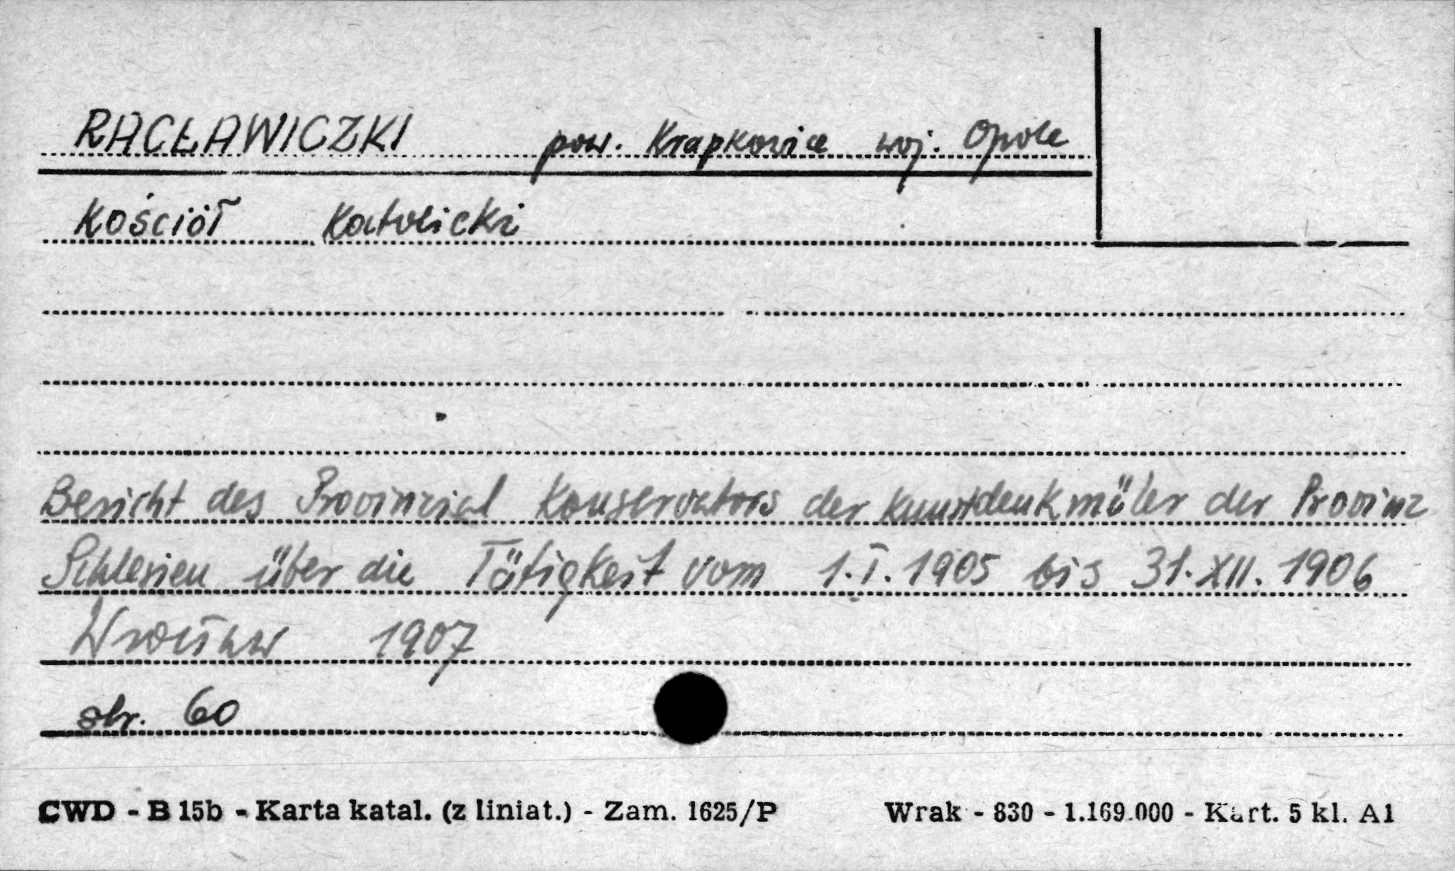 RACŁAWICZKI pow. Krapkowice woj. Opole
Kościół Katolicki
Bericht des Provinzial Konservators der Kunstdenkmäler der Provinz
Schlesien über die Tätigkeit vom 1.I.1905 bis 31.XII.1906
Wrocław 1907
str. 60
CWD - B 15b - Karta katal. (z liniat.) - Zam. 1625/P Wrak - 830 - 1.169.000 - Kart. 5 kl. A1